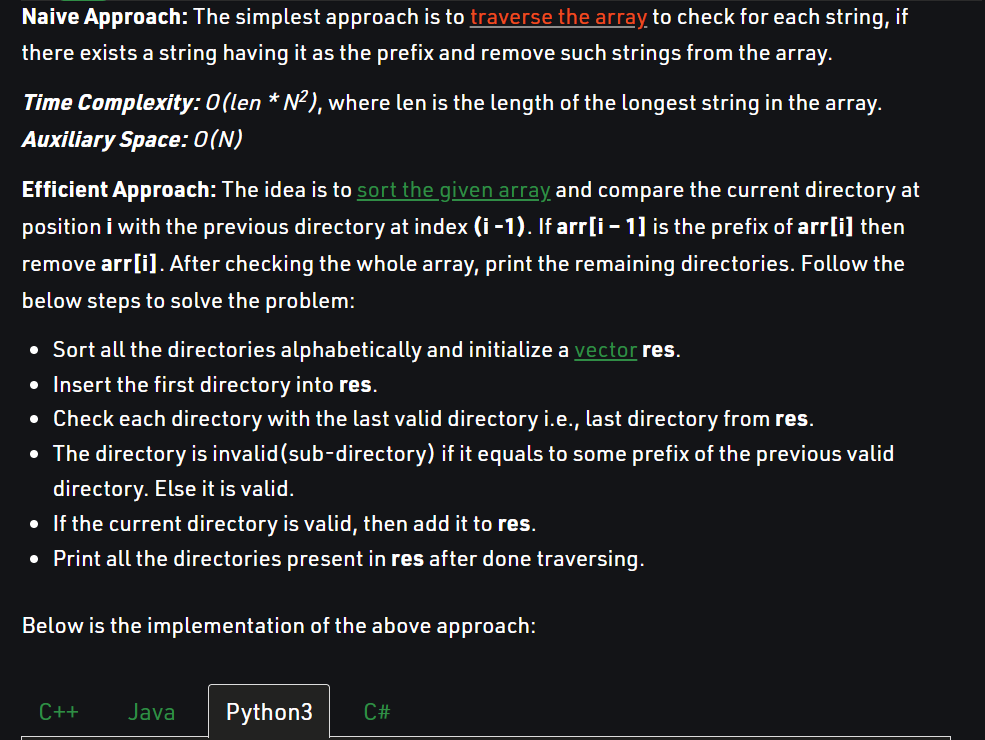 Naive Approach: The simplest approach is to traverse the array to check for each string, if
there exists a string having it as the prefix and remove such strings from the array.
Time Complexity: O(len * N²), where len is the length of the longest string in the array.
Auxiliary Space: O(N)
Efficient Approach: The idea is to sort the given array and compare the current directory at
position i with the previous directory at index (i -1). If arr[i – 1] is the prefix of arr[i] then
remove arr[i]. After checking the whole array, print the remaining directories. Follow the
below steps to solve the problem:
• Sort all the directories alphabetically and initialize a vector res.
• Insert the first directory into res.
• Check each directory with the last valid directory i.e., last directory from res.
• The directory is invalid(sub-directory) if it equals to some prefix of the previous valid
directory. Else it is valid.
• If the current directory is valid, then add it to res.
• Print all the directories present in res after done traversing.
Below is the implementation of the above approach:
C++ Java Python3 C#